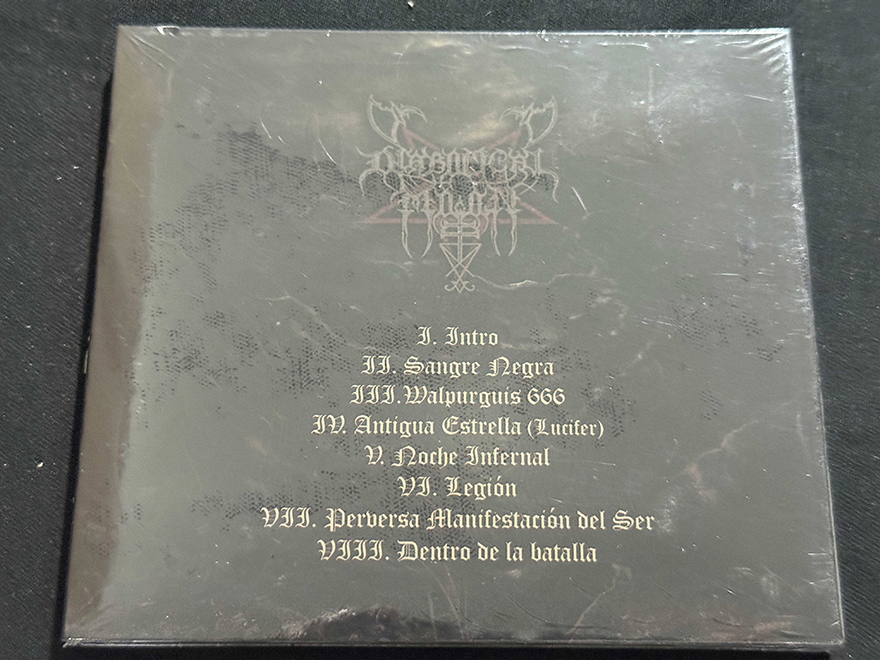 DIABOLICAL
I. Intro
II. Sangre Negra
III.Walpurguis 666
IV. Antigua Estrella (Lucifer)
V. Noche Infernal
VI. Legión
VII. Perversa Manifestación del Ser
VIII. Dentro de la batalla